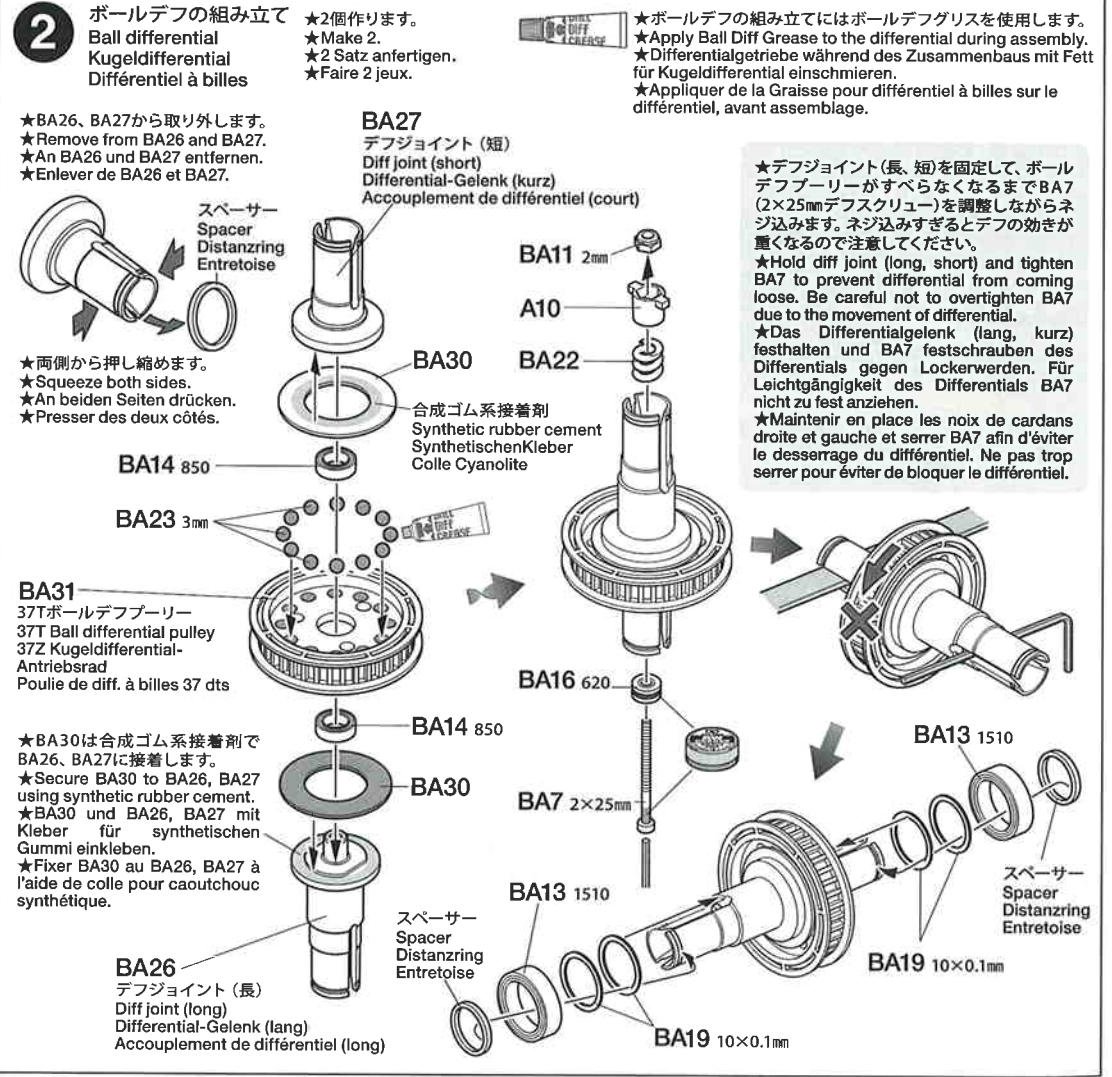 2
ボールデフの組み立て
Ball differential
Kugeldifferential
Différentiel à billes
★2個作ります。
★Make 2.
★2 Satz anfertigen.
★Faire 2 jeux.
BALL
DIFF
GREASE
★ボールデフの組み立てにはボールデフグリスを使用します。
★Apply Ball Diff Grease to the differential during assembly.
★Differentialgetriebe während des Zusammenbaus mit Fett
für Kugeldifferential einschmieren.
★Appliquer de la Graisse pour différentiel à billes sur le
différentiel, avant assemblage.
★BA26、BA27から取り外します。
★Remove from BA26 and BA27.
★An BA26 und BA27 entfernen.
★Enlever de BA26 et BA27.
スペーサー
Spacer
Distanzring
Entretoise
★両側から押し縮めます。
★Squeeze both sides.
★An beiden Seiten drücken.
★Presser des deux côtés.
BA27
デフジョイント (短)
Diff joint (short)
Differential-Gelenk (kurz)
Accouplement de différentiel (court)
BA30
合成ゴム系接着剤
Synthetic rubber cement
SynthetischenKleber
Colle Cyanolite
BA14 850
BA23 3mm
BALL
DIFF
GREASE
BA31
37Tボールデフプーリー
37T Ball differential pulley
37Z Kugeldifferential-
Antriebsrad
Poulie de diff. à billes 37 dts
BA14 850
BA30
★BA30は合成ゴム系接着剤で
BA26、BA27に接着します。
★Secure BA30 to BA26, BA27
using synthetic rubber cement.
★BA30 und BA26, BA27 mit
Kleber für synthetischen
Gummi einkleben.
★Fixer BA30 au BA26, BA27 à
l'aide de colle pour caoutchouc
synthétique.
BA26
デフジョイント (長)
Diff joint (long)
Differential-Gelenk (lang)
Accouplement de différentiel (long)
BA11 2mm
A10
BA22
BA16 620
BA7 2×25mm
★デフジョイント(長、短)を固定して、ボール
デフプーリーがすべらなくなるまでBA7
(2×25mmデフスクリュー)を調整しながらネ
ジ込みます。ネジ込みすぎるとデフの効きが
重くなるので注意してください。
★Hold diff joint (long, short) and tighten
BA7 to prevent differential from coming
loose. Be careful not to overtighten BA7
due to the movement of differential.
★Das Differentialgelenk (lang, kurz)
festhalten und BA7 festschrauben des
Differentials gegen Lockerwerden. Für
Leichtgängigkeit des Differentials BA7
nicht zu fest anziehen.
★Maintenir en place les noix de cardans
droite et gauche et serrer BA7 afin d'éviter
le desserrage du différentiel. Ne pas trop
serrer pour éviter de bloquer le différentiel.
BA13 1510
スペーサー
Spacer
Distanzring
Entretoise
BA19 10×0.1mm
BA13 1510
スペーサー
Spacer
Distanzring
Entretoise
BA19 10×0.1mm